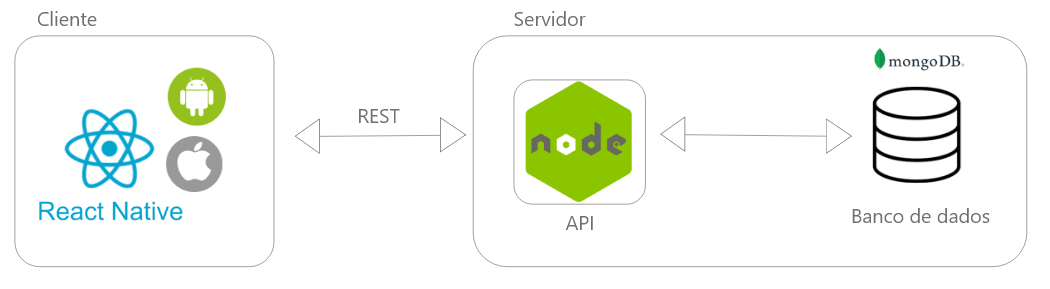 Cliente
Servidor
mongoDB.
REST
node
React Native
API
Banco de dados